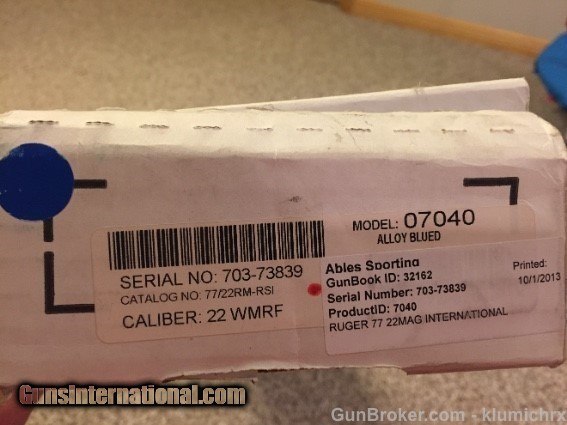 MODEL: 07040
ALLOY BLUED
SERIAL NO: 703-73839
CATALOG NO: 77/22RM-RSI
CALIBER: 22 WMRF
Ables Sporting
GunBook ID: 32162
Serial Number: 703-73839
ProductID: 7040
RUGER 77 22MAG INTERNATIONAL
Printed:
10/1/2013
Gunsinternational.com
GunBroker.com - klumichrx